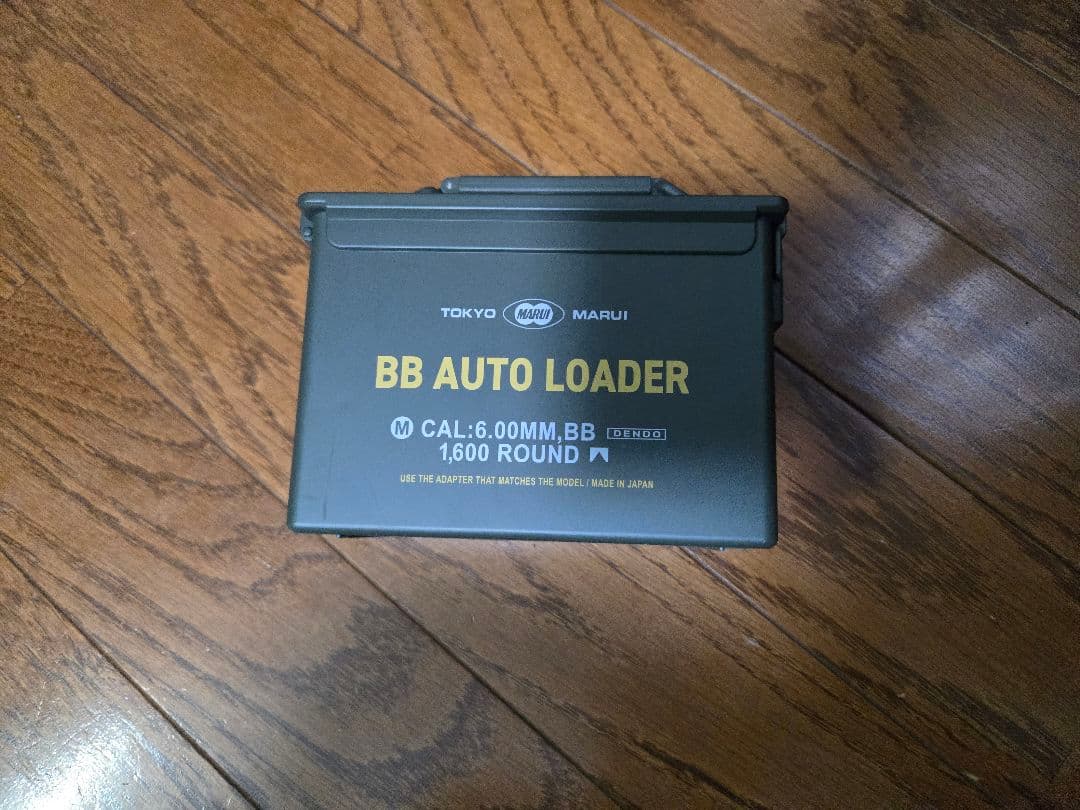 TOKYO MARUI MARUI
BB AUTO LOADER
M CAL:6.00MM,BB DENDO
1,600 ROUND
USE THE ADAPTER THAT MATCHES THE MODEL / MADE IN JAPAN